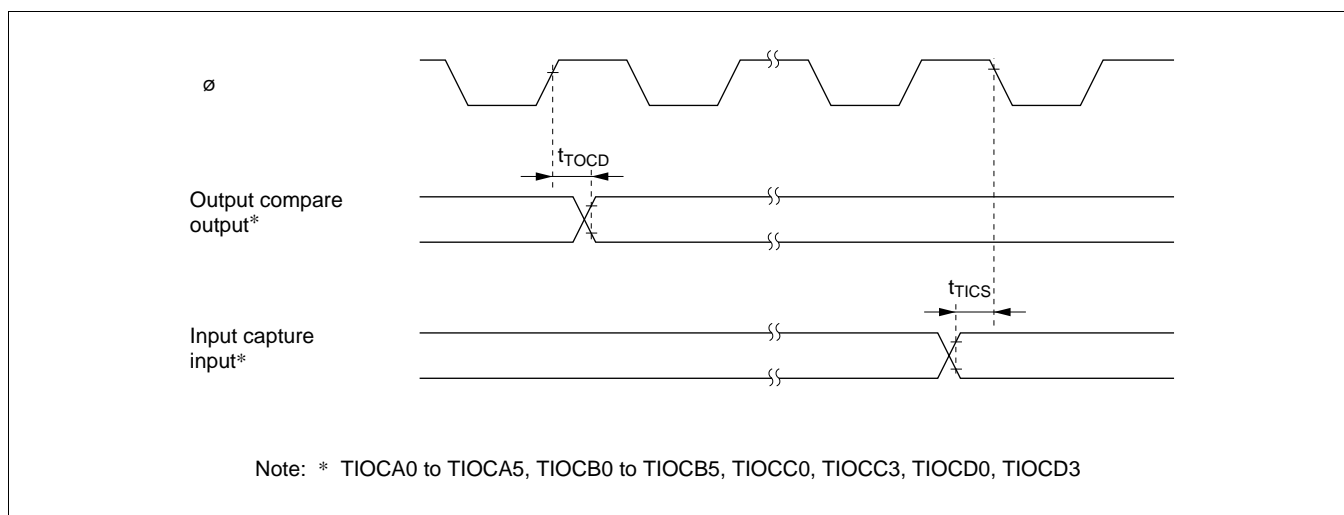 ø
tTOCD
Output compare
output*
tTICS
Input capture
input*
Note: * TIOCA0 to TIOCA5, TIOCB0 to TIOCB5, TIOCC0, TIOCC3, TIOCD0, TIOCD3